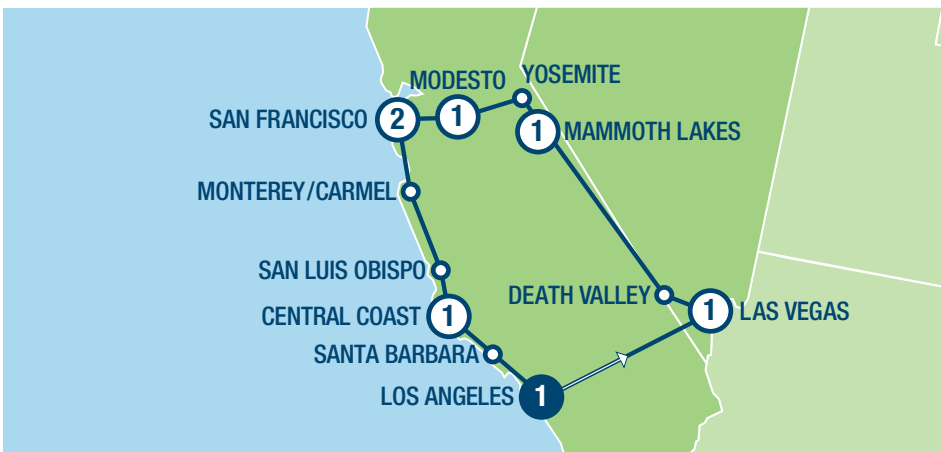 MODESTO
YOSEMITE
SAN FRANCISCO 2 1
1 MAMMOTH LAKES
MONTEREY/CARMEL
SAN LUIS OBISPO
DEATH VALLEY
CENTRAL COAST 1
1 LAS VEGAS
SANTA BARBARA
LOS ANGELES 1